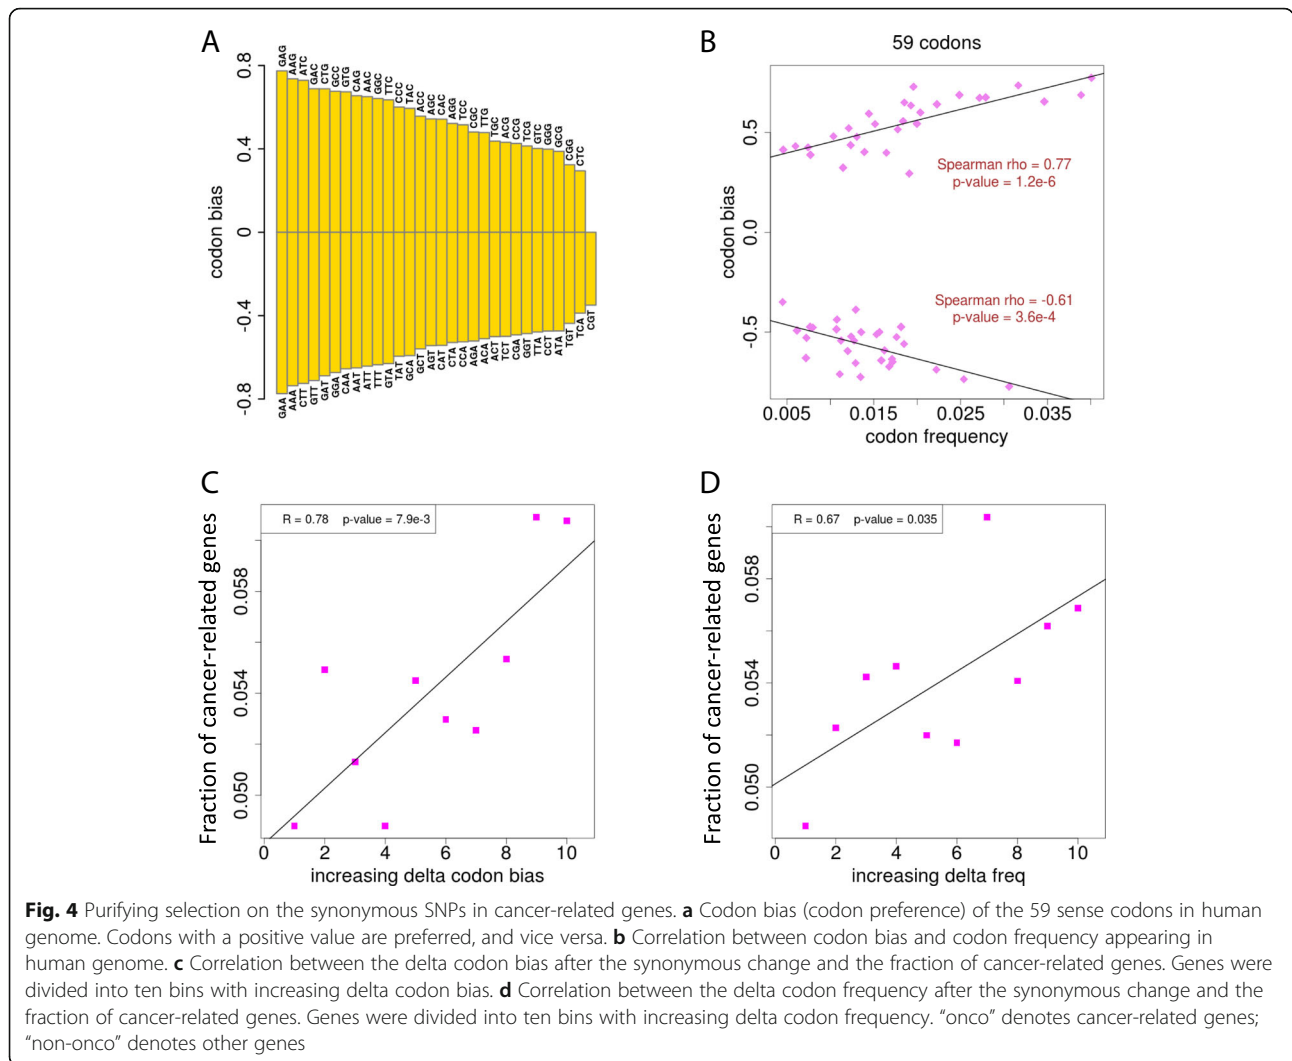 A
codon bias
0.8
0.4
0
-0.4
-0.8
GAG
AAG
ATC
GAC
CTG
GCC
GTG
CAG
AAC
GGC
TTC
CCC
TAC
ACC
AGC
CAC
AGG
TCC
CGC
TTG
TGC
ACG
CCG
TCG
GTC
GGG
GCG
CGG
CTC
GAA
AAA
CTT
GTT
GAT
GGA
CAA
AAT
ATT
TTT
GTA
TAT
GCA
GCT
AGT
CAT
CTA
CCA
AGA
ACA
ACT
TCT
CGA
GGT
TTA
CCT
ATA
TGT
TCA
CGT
B
59 codons
codon bias
0.5
0.0
-0.5
Spearman rho = 0.77
p-value = 1.2e-6
Spearman rho = -0.61
p-value = 3.6e-4
0.005 0.015 0.025 0.035
codon frequency
C
R = 0.78 p-value = 7.9e-3
Fraction of cancer-related genes
0.058
0.054
0.050
0 2 4 6 8 10
increasing delta codon bias
D
R = 0.67 p-value = 0.035
Fraction of cancer-related genes
0.058
0.054
0.050
0 2 4 6 8 10
increasing delta freq
Fig. 4 Purifying selection on the synonymous SNPs in cancer-related genes. a Codon bias (codon preference) of the 59 sense codons in human
genome. Codons with a positive value are preferred, and vice versa. b Correlation between codon bias and codon frequency appearing in
human genome. c Correlation between the delta codon bias after the synonymous change and the fraction of cancer-related genes. Genes were
divided into ten bins with increasing delta codon bias. d Correlation between the delta codon frequency after the synonymous change and the
fraction of cancer-related genes. Genes were divided into ten bins with increasing delta codon frequency. “onco” denotes cancer-related genes;
“non-onco” denotes other genes